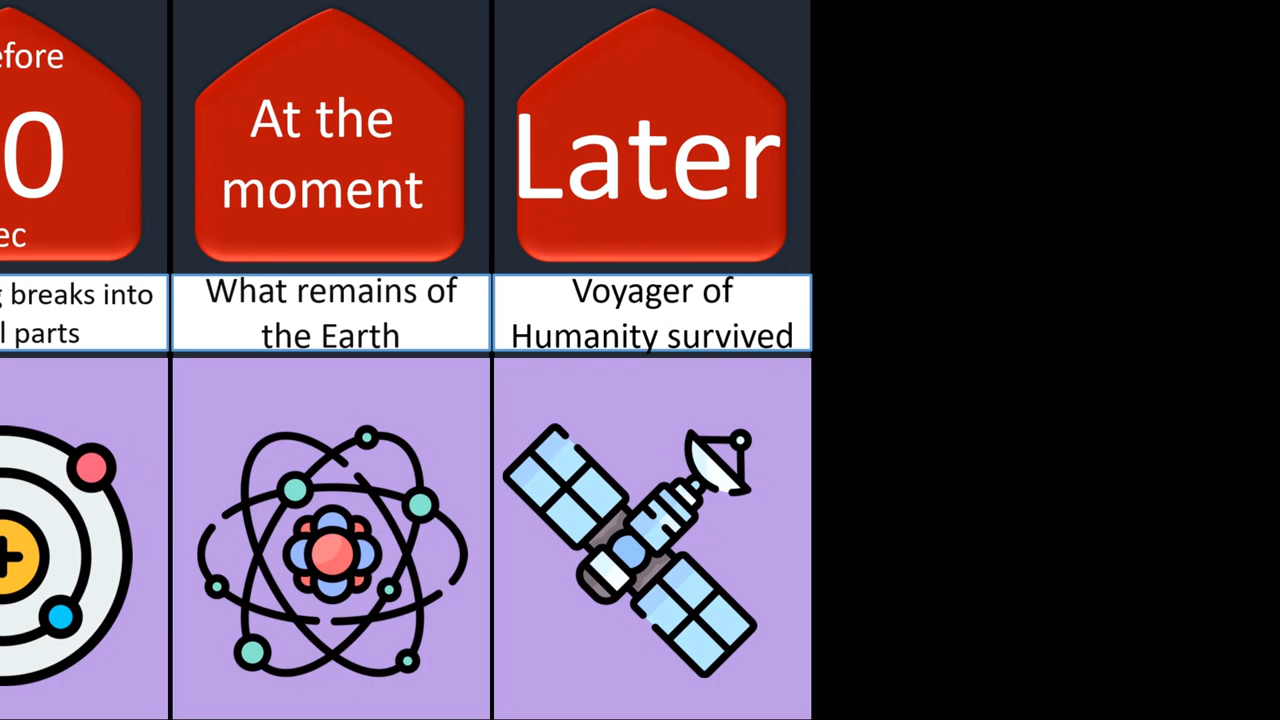 efore
0
ec
g breaks into
l parts
At the
moment
What remains of
the Earth
Later
Voyager of
Humanity survived